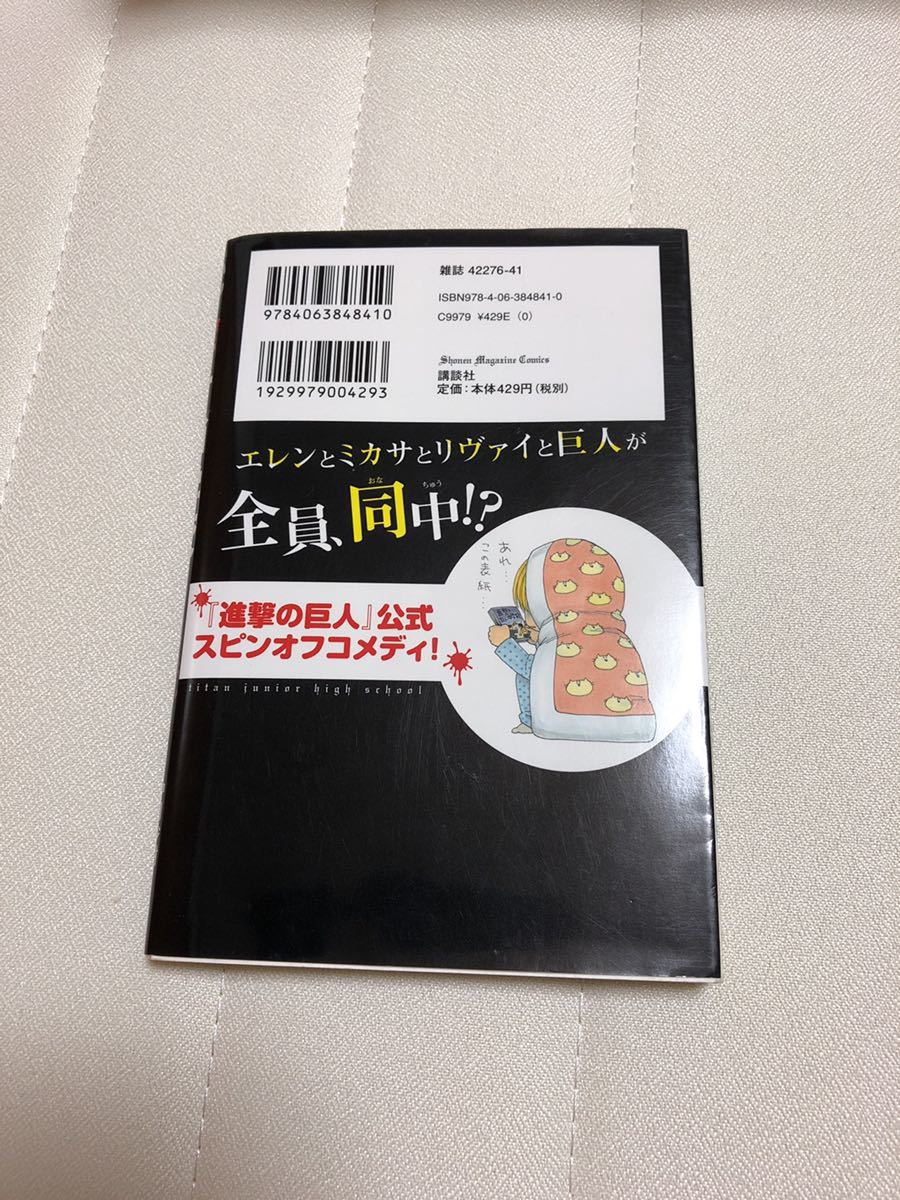 雑誌 42276-41
9784063848410
ISBN978-4-06-384841-0
C9979 ¥429E (0)
1929979004293
Shonen Magazine Comics
講談社
定価:本体429円(税別)
エレンとミカサとリヴァイと巨人が
おな ちゅう
全員、同中!?
あれ…
この表紙…
『進撃の巨人』公式
スピンオフコメディ!
titan junior high school